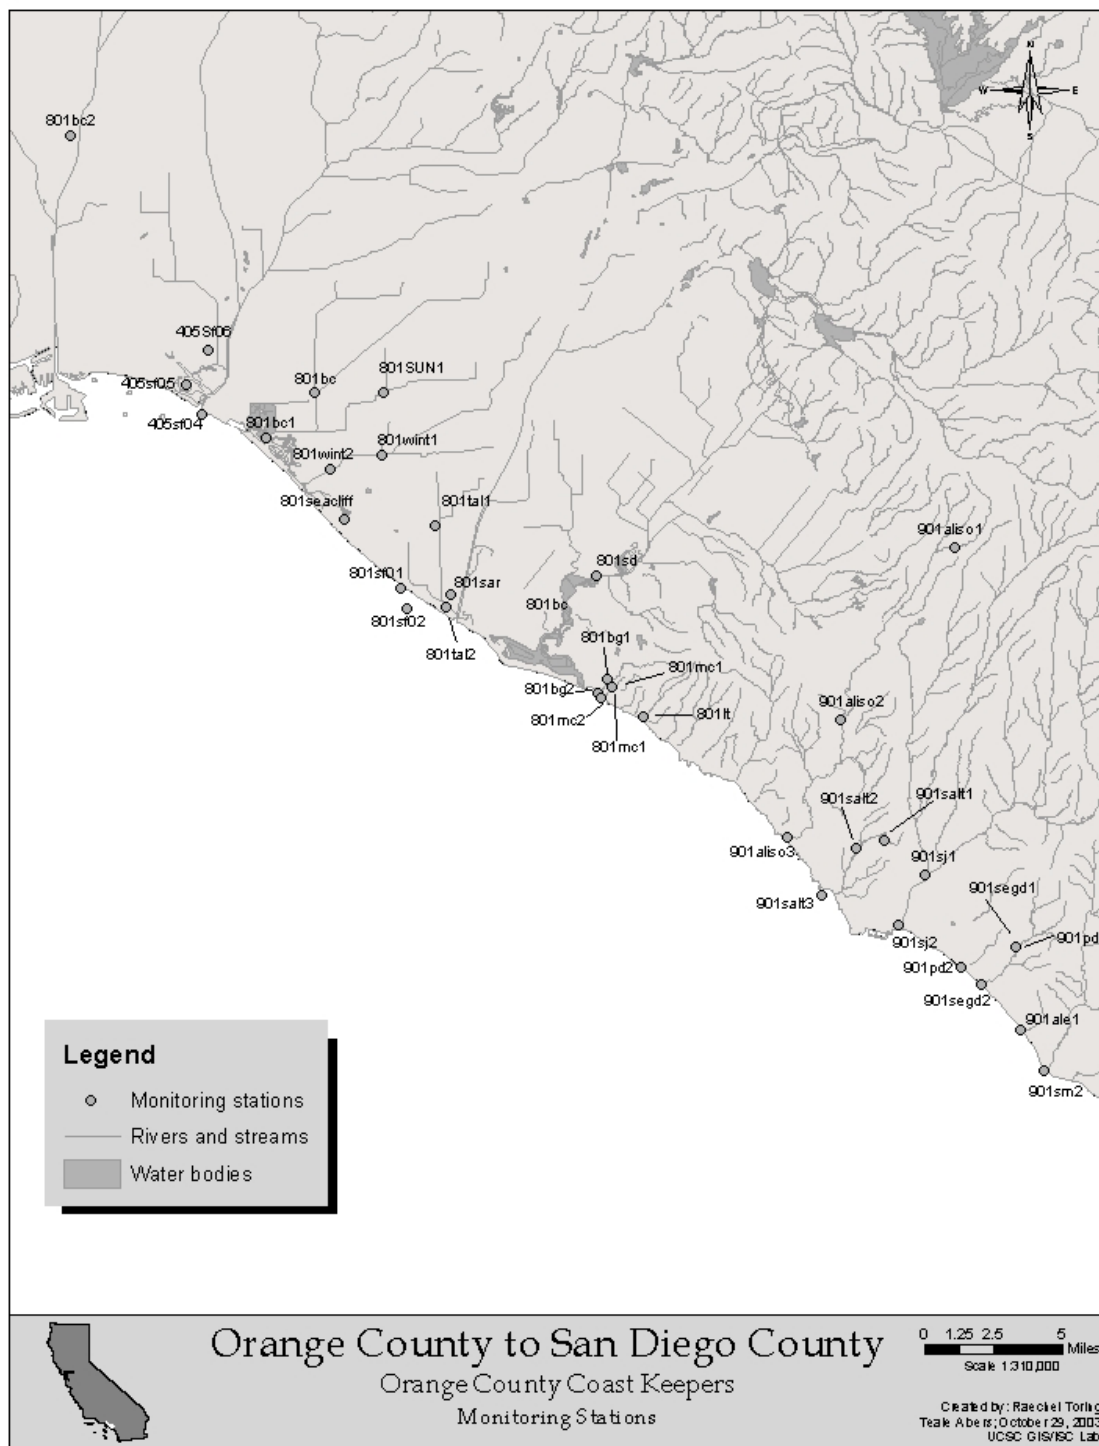 N
W E
S
801bc2
405Sf06
405sf05
801bc
801SUN1
405sf04
801bc1
801wint1
801wint2
801seacliff
801tal1
901aliso1
801sf01
801sd
801sar
801bc
801sf02
801bg1
801tal2
801mc1
801bg2
901aliso2
801mc2
801lt
801mc1
901salt2
901salt1
901aliso3
901sj1
901segd1
901salt3
901pd
901sj2
901pd2
901segd2
901ale1
901sm2
Legend
Monitoring stations
Rivers and streams
Water bodies
Orange County to San Diego County
Orange County Coast Keepers
Monitoring Stations
0 1.25 2.5 5
Miles
Scale 1:310,000
Created by: Raechel Toring
Teale Abers; October 29, 2003
UCSC GIS/ISC Lab